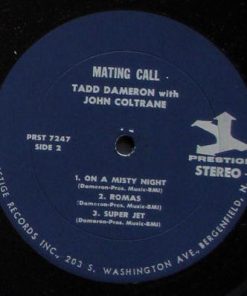 MATING CALL
TADD DAMERON with
JOHN COLTRANE
PRST 7247
SIDE 2
PRESTIGE
STEREO
1. ON A MISTY NIGHT
(Dameron-Pres. Music-BMI)
2. ROMAS
(Dameron-Pres. Music-BMI)
3. SUPER JET
(Dameron-Pres. Music-BMI)
TIGE RECORDS INC., 203 S. WASHINGTON AVE., BERGENFIELD, N